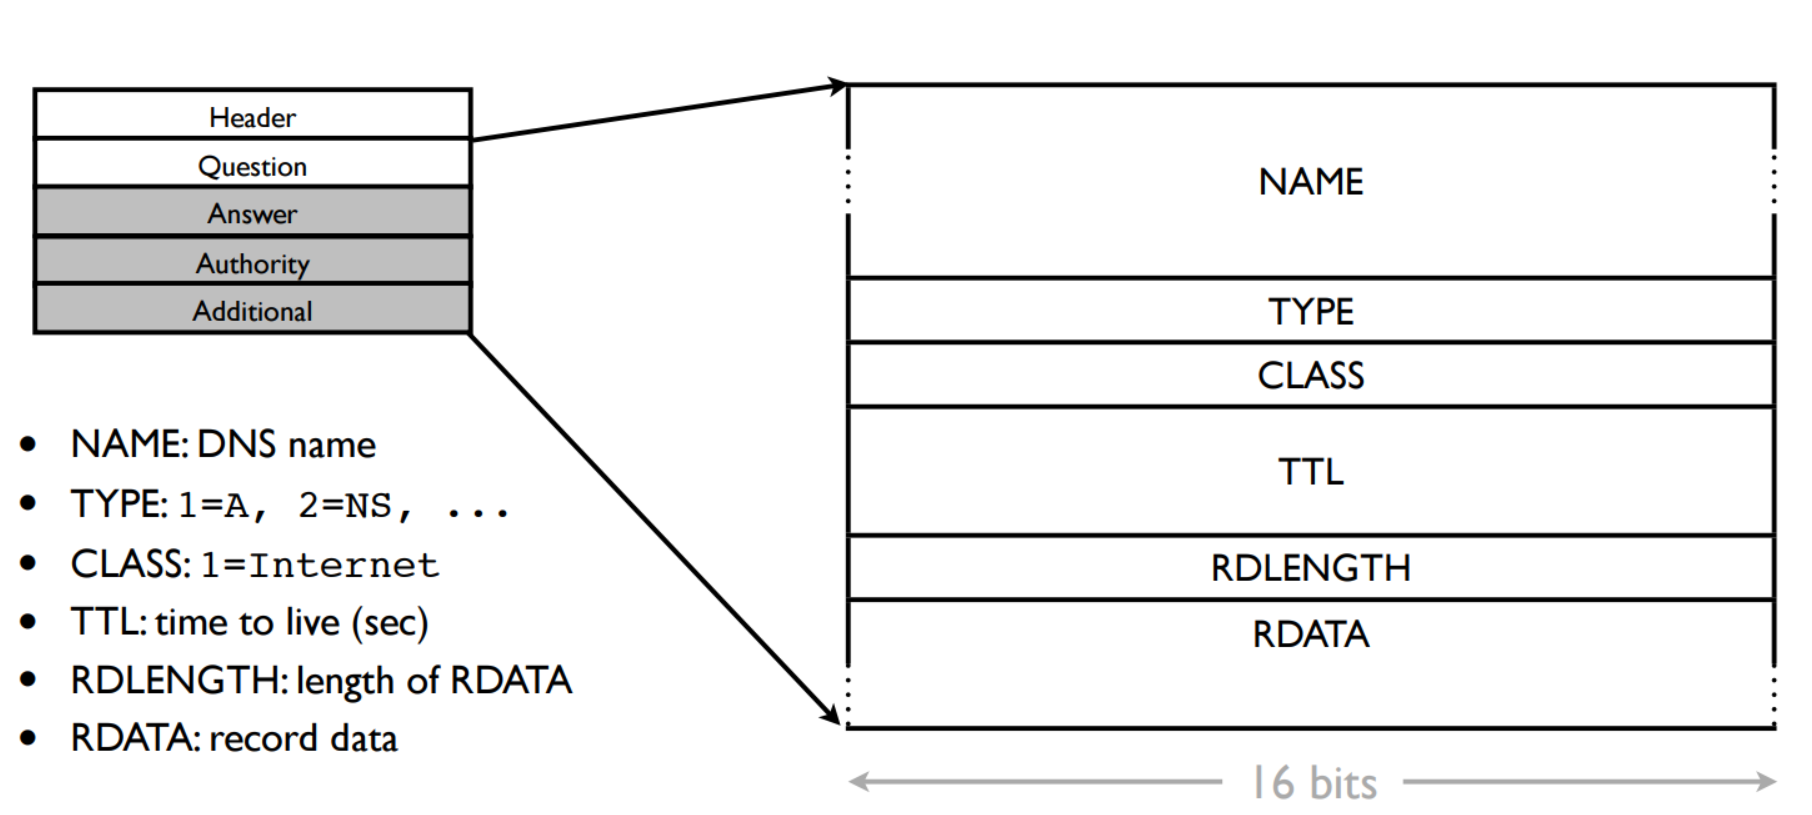 Header
Question
Answer
Authority
Additional
• NAME: DNS name
• TYPE: 1=A, 2=NS, ...
• CLASS: 1=Internet
• TTL: time to live (sec)
• RDLENGTH: length of RDATA
• RDATA: record data
NAME
TYPE
CLASS
TTL
RDLENGTH
RDATA
16 bits